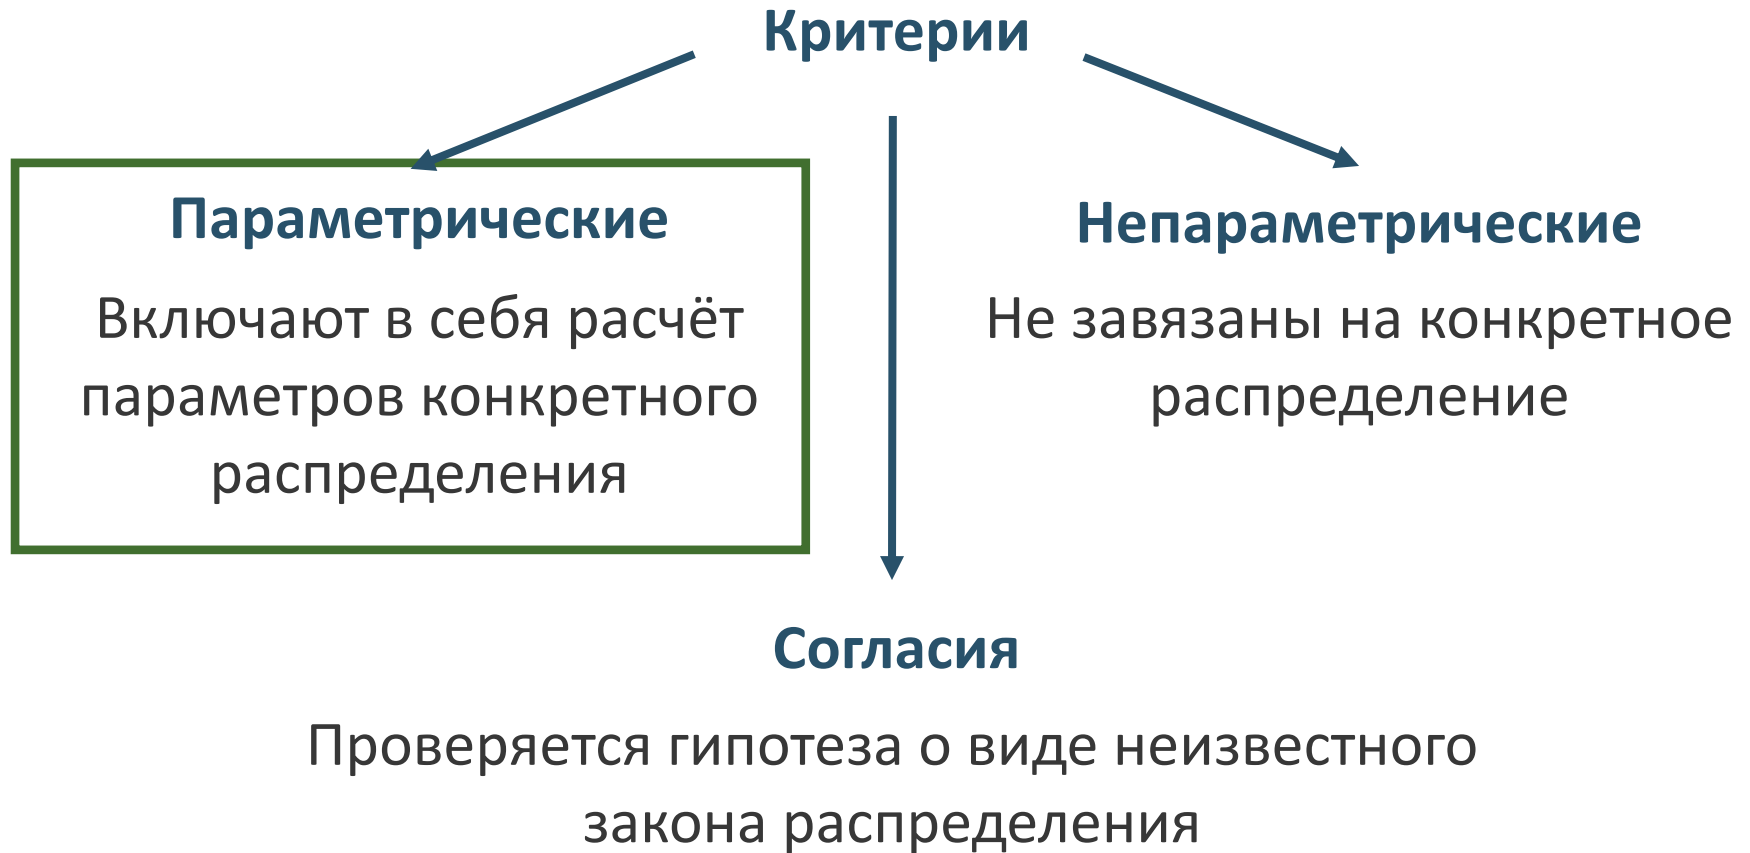 Критерии
Параметрические
Включают в себя расчёт
параметров конкретного
распределения
Непараметрические
Не завязаны на конкретное
распределение
Согласия
Проверяется гипотеза о виде неизвестного
закона распределения